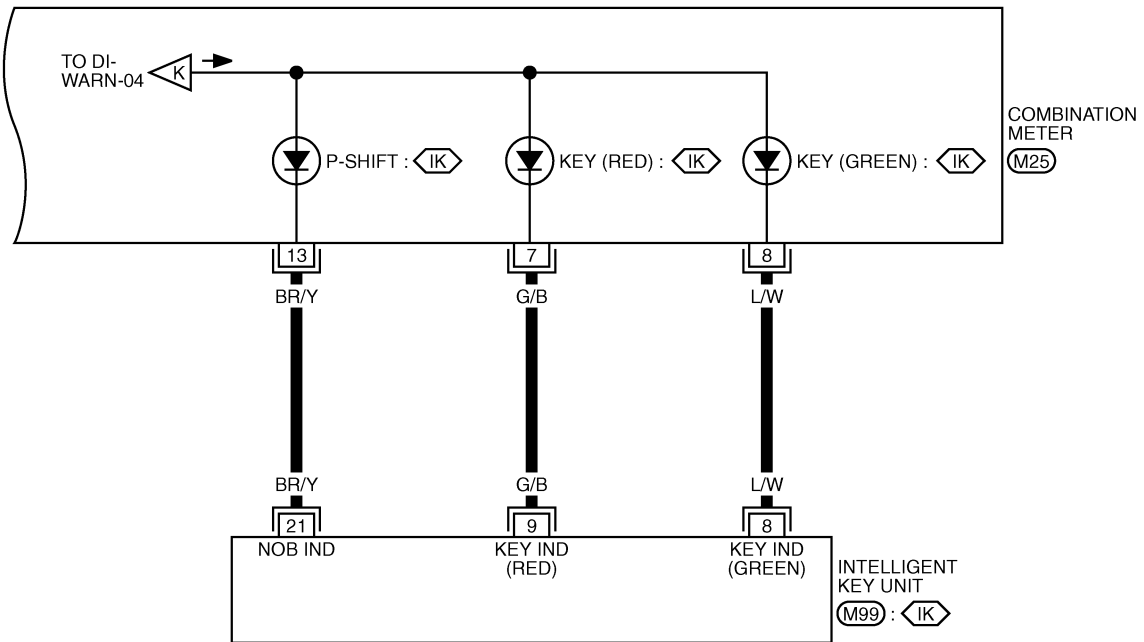 TO DI-
WARN-04
K
P-SHIFT : IK
KEY (RED) : IK
KEY (GREEN) : IK
COMBINATION
METER
M25
13
7
8
BR/Y
G/B
L/W
BR/Y
G/B
L/W
21
9
8
NOB IND
KEY IND
(RED)
KEY IND
(GREEN)
INTELLIGENT
KEY UNIT
M99 : IK